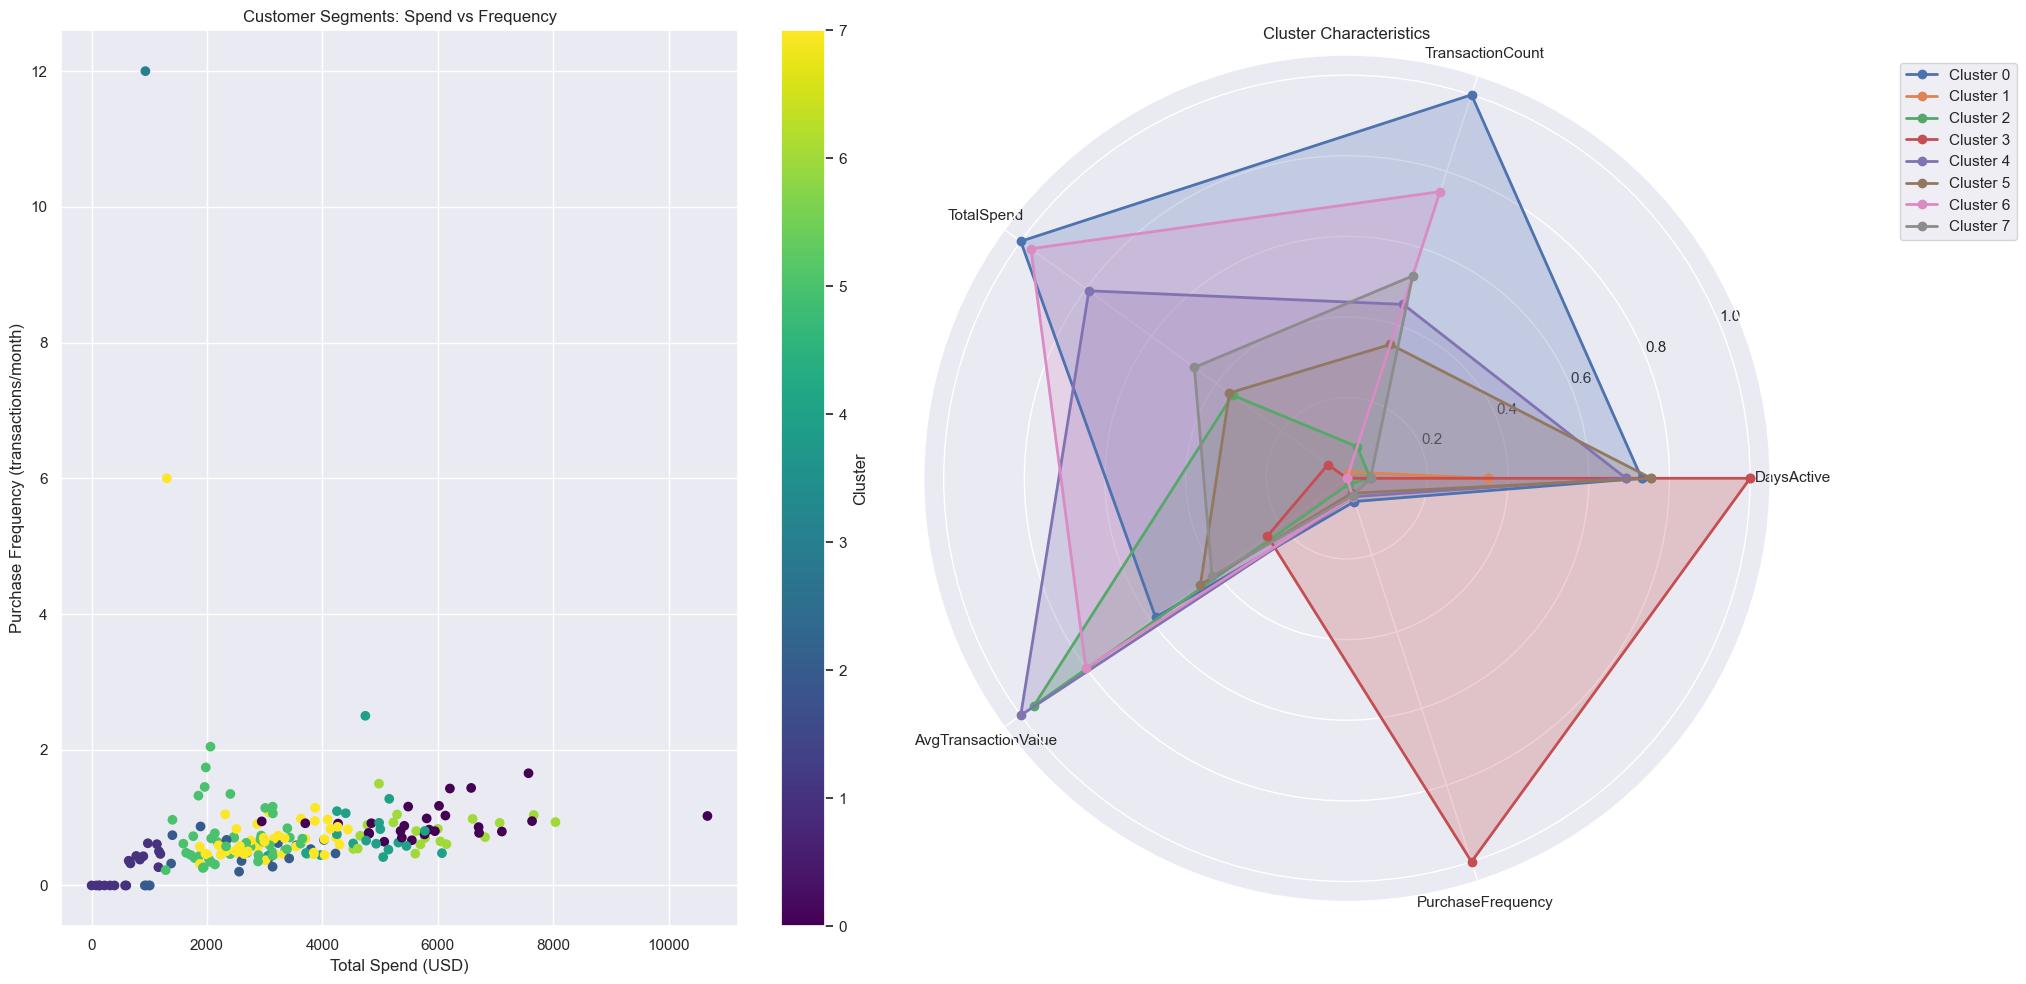 Customer Segments: Spend vs Frequency
Purchase Frequency (transactions/month)
12
10
8
6
4
2
0
0
2000
4000
6000
8000
10000
Total Spend (USD)
7
6
5
4
3
2
1
0
Cluster
Cluster Characteristics
TransactionCount
TotalSpend
DaysActive
AvgTransactionValue
PurchaseFrequency
1.0
0.8
0.6
0.4
0.2
Cluster 0
Cluster 1
Cluster 2
Cluster 3
Cluster 4
Cluster 5
Cluster 6
Cluster 7